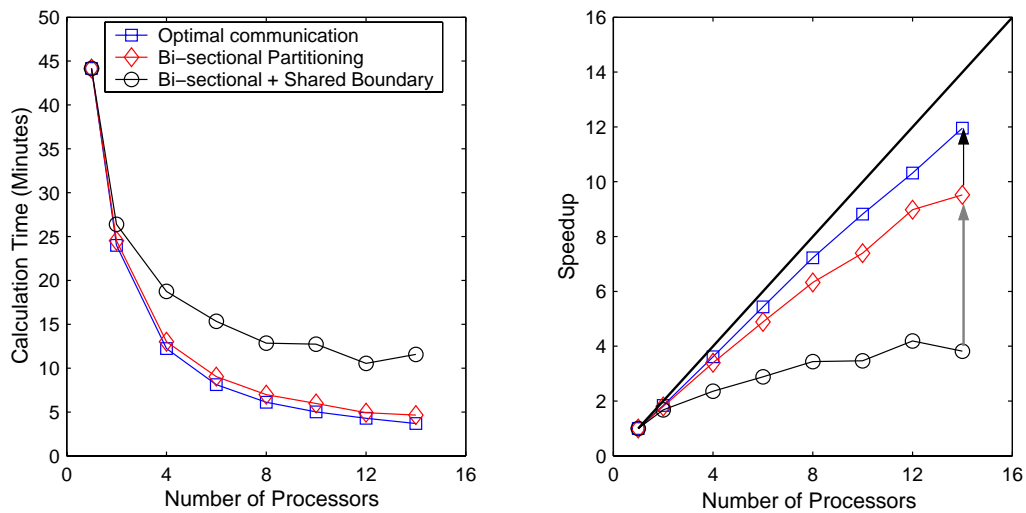 50
45
40
35
30
25
20
15
10
5
0
Calculation Time (Minutes)
Optimal communication
Bi−sectional Partitioning
Bi−sectional + Shared Boundary
0 4 8 12 16
Number of Processors
16
14
12
10
8
6
4
2
0
Speedup
0 4 8 12 16
Number of Processors